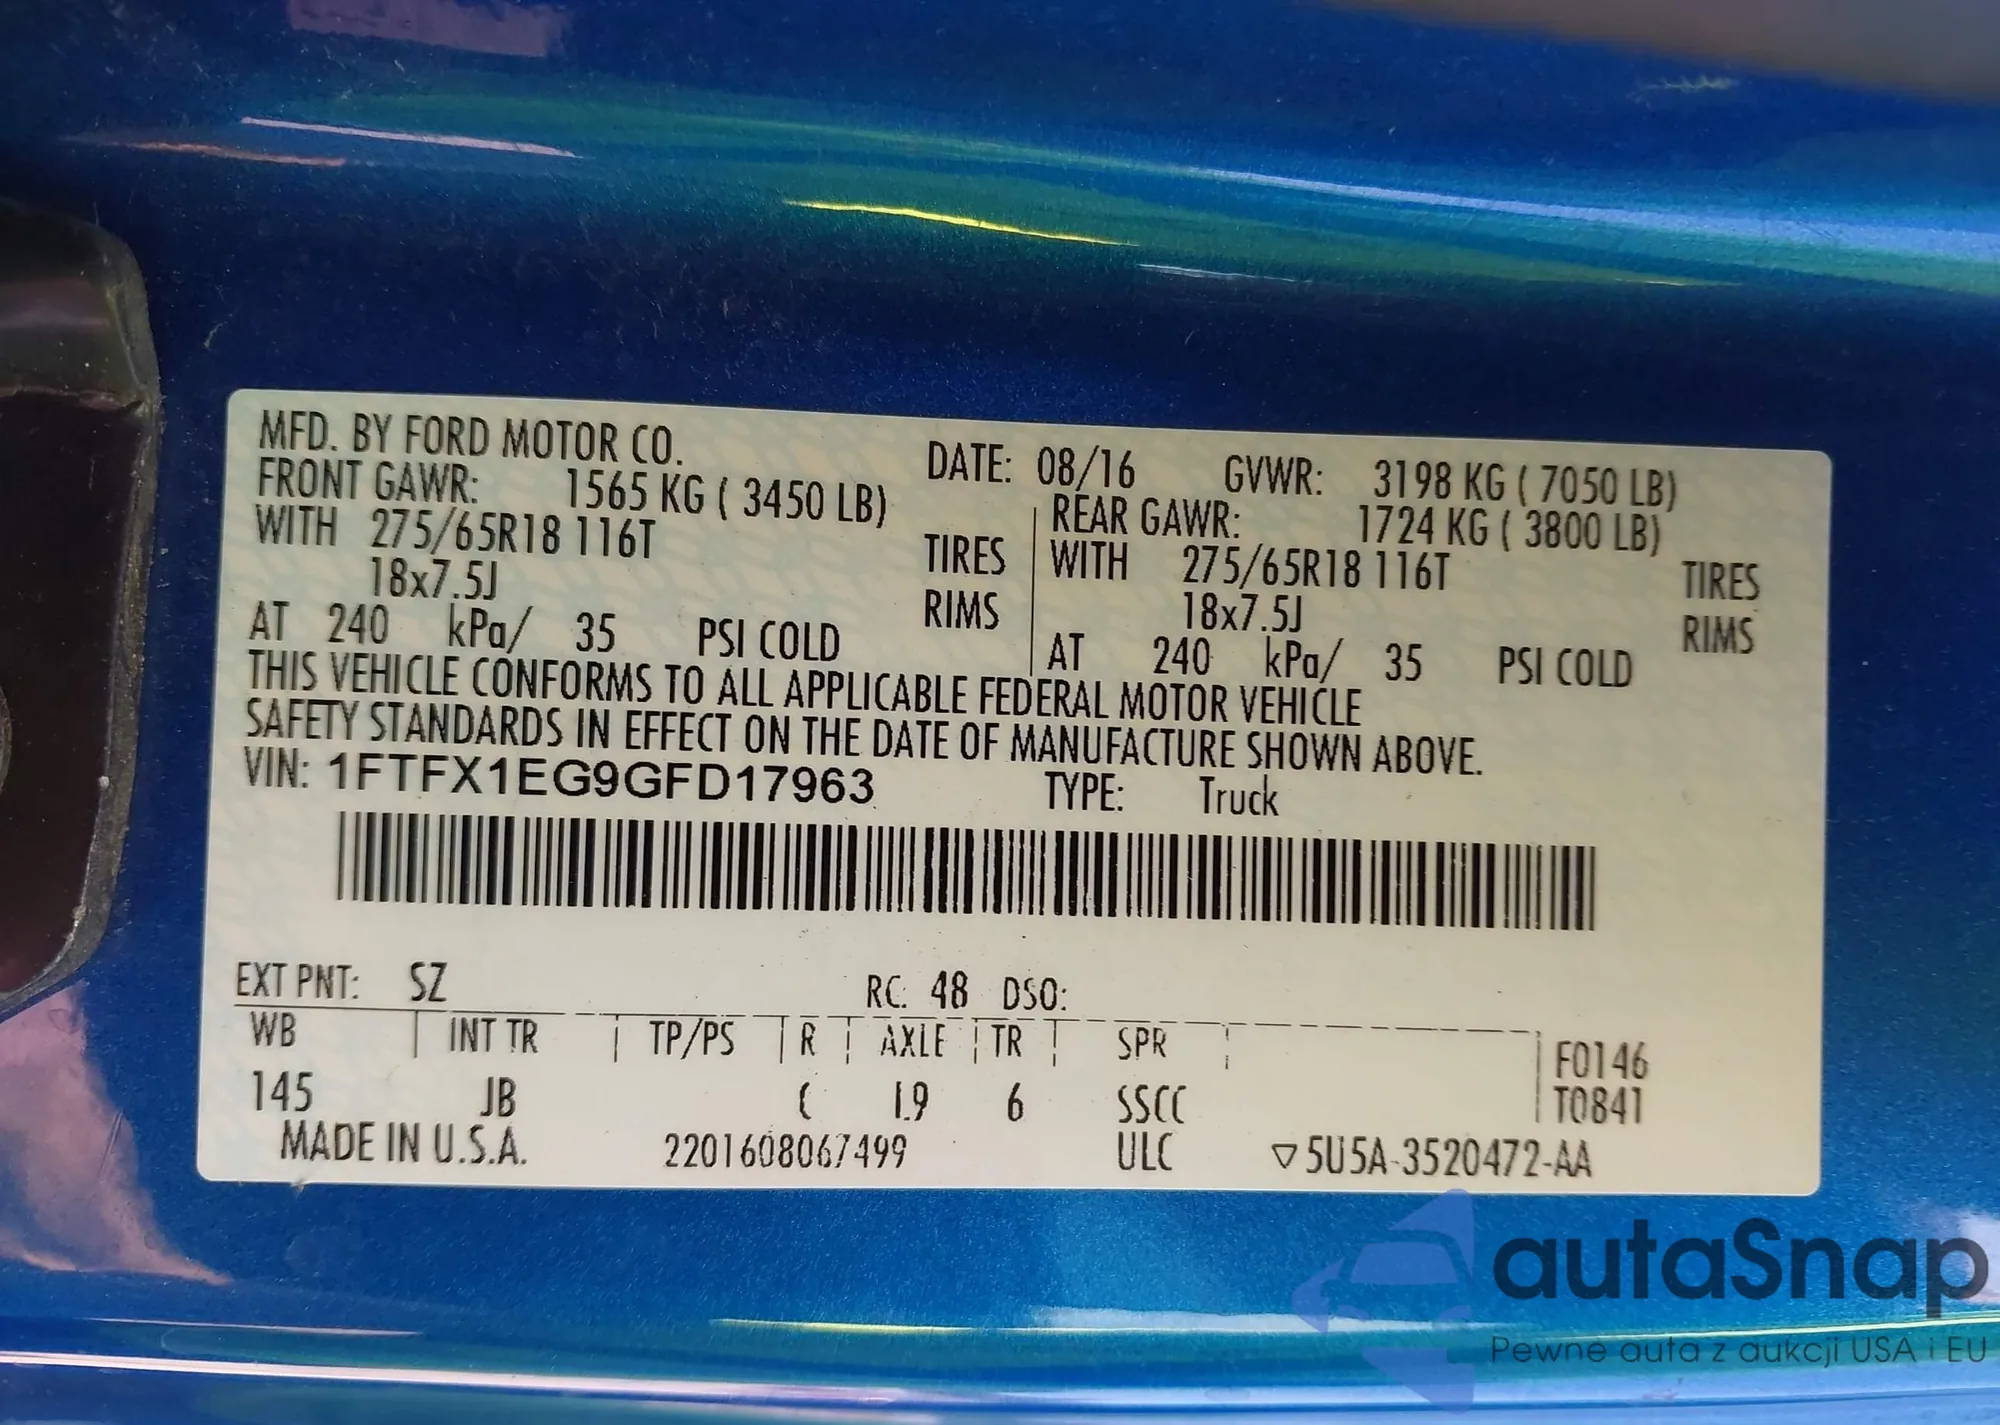 MFD. BY FORD MOTOR CO.
DATE: 08/16 GVWR: 3198 KG ( 7050 LB)
FRONT GAWR: 1565 KG ( 3450 LB) REAR GAWR: 1724 KG ( 3800 LB)
WITH 275/65R18 116T TIRES WITH 275/65R18 116T TIRES
18x7.5J RIMS 18x7.5J RIMS
AT 240 kPa/ 35 PSI COLD AT 240 kPa/ 35 PSI COLD
THIS VEHICLE CONFORMS TO ALL APPLICABLE FEDERAL MOTOR VEHICLE
SAFETY STANDARDS IN EFFECT ON THE DATE OF MANUFACTURE SHOWN ABOVE.
VIN: 1FTFX1EG9GFD17963 TYPE: Truck
EXT PNT: SZ RC: 48 DSO:
WB INT TR TP/PS R AXLE TR SPR F0146
145 JB C L9 6 SSCC T0841
MADE IN U.S.A. 2201608067499 ULC ▽5U5A-3520472-AA
autaSnap
Pewne auta z aukcji USA i EU